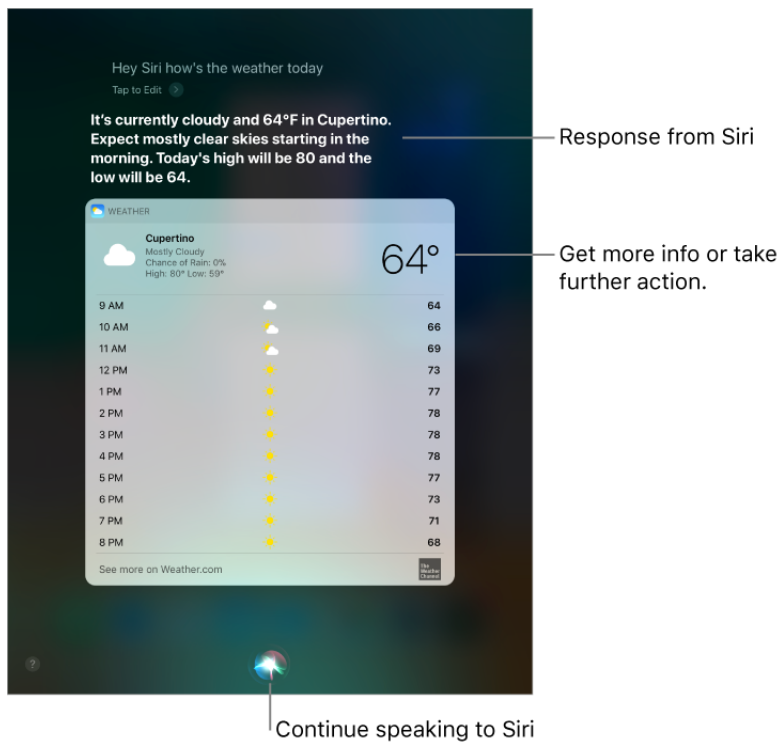 Hey Siri how's the weather today
Tap to Edit
It's currently cloudy and 64°F in Cupertino.
Expect mostly clear skies starting in the
morning. Today's high will be 80 and the
low will be 64.
Response from Siri
WEATHER
Cupertino
Mostly Cloudy
Chance of Rain: 0%
High: 80° Low: 59°
64°
Get more info or take
further action.
9 AM 64
10 AM 66
11 AM 69
12 PM 73
1 PM 77
2 PM 78
3 PM 78
4 PM 78
5 PM 77
6 PM 73
7 PM 71
8 PM 68
See more on Weather.com
The
Weather
Channel
?
Continue speaking to Siri